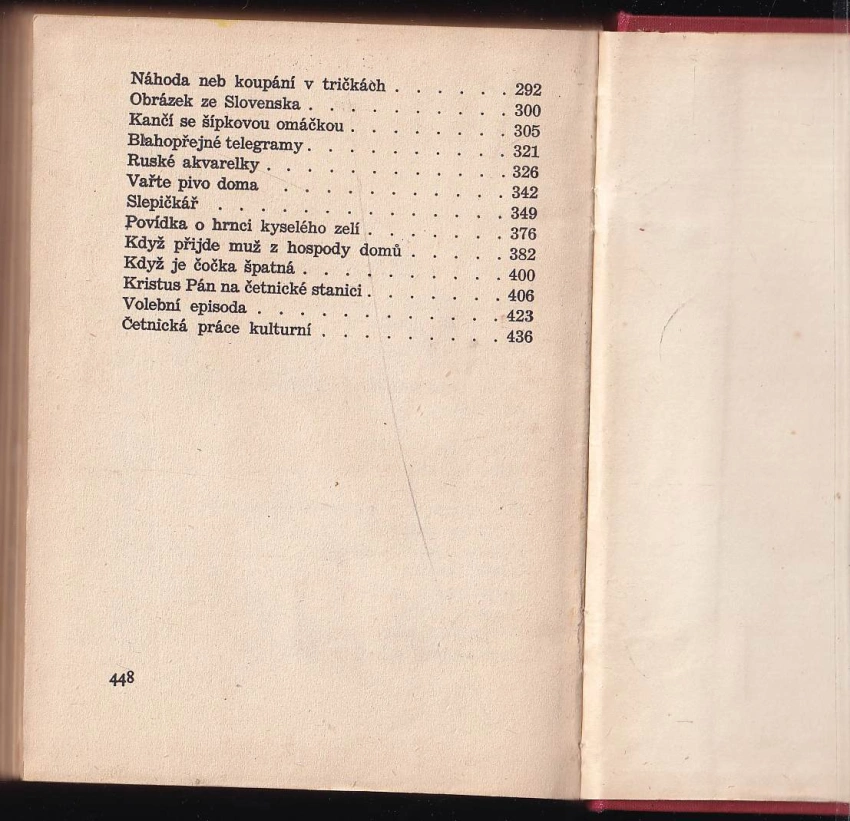 Náhoda neb koupání v tričkách . . . . . . 292
Obrázek ze Slovenska . . . . . . . . . . 300
Kančí se šípkovou omáčkou . . . . . . . . 305
Blahopřejné telegramy . . . . . . . . . . 321
Ruské akvarelky . . . . . . . . . . . . 326
Vařte pivo doma . . . . . . . . . . . 342
Slepičkář . . . . . . . . . . . . . . 349
Povídka o hrnci kyselého zelí . . . . . . . 376
Když přijde muž z hospody domů . . . . . 382
Když je čočka špatná . . . . . . . . . . 400
Kristus Pán na četnické stanici . . . . . . . 406
Volební episoda . . . . . . . . . . . . 423
Četnická práce kulturní . . . . . . . . . 436
448